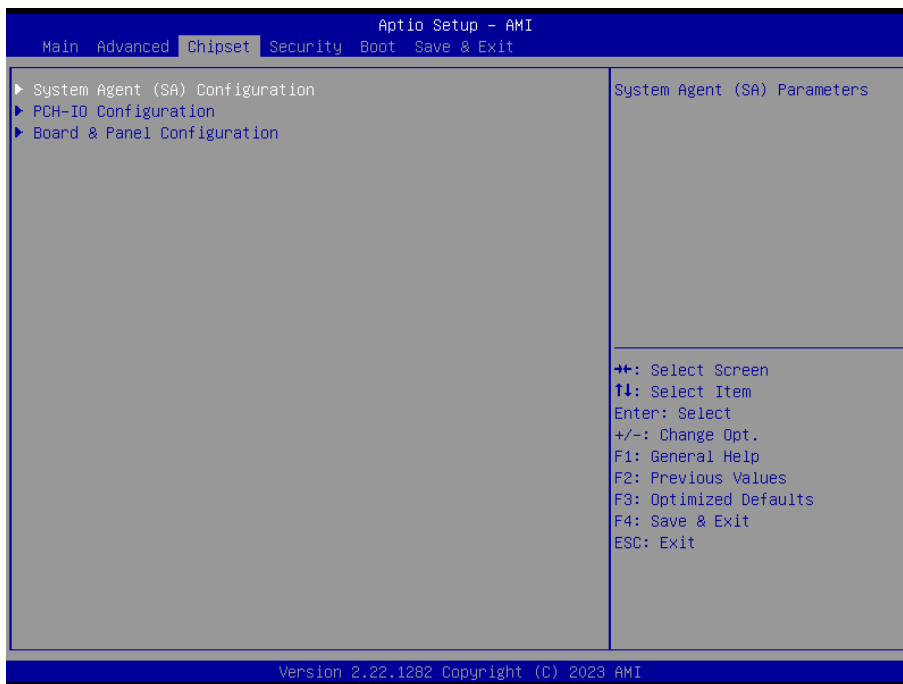 Aptio Setup - AMI
Main Advanced Chipset Security Boot Save & Exit
▶ System Agent (SA) Configuration
▶ PCH-IO Configuration
▶ Board & Panel Configuration
System Agent (SA) Parameters
→←: Select Screen
↑↓: Select Item
Enter: Select
+/-: Change Opt.
F1: General Help
F2: Previous Values
F3: Optimized Defaults
F4: Save & Exit
ESC: Exit
Version 2.22.1282 Copyright (C) 2023 AMI